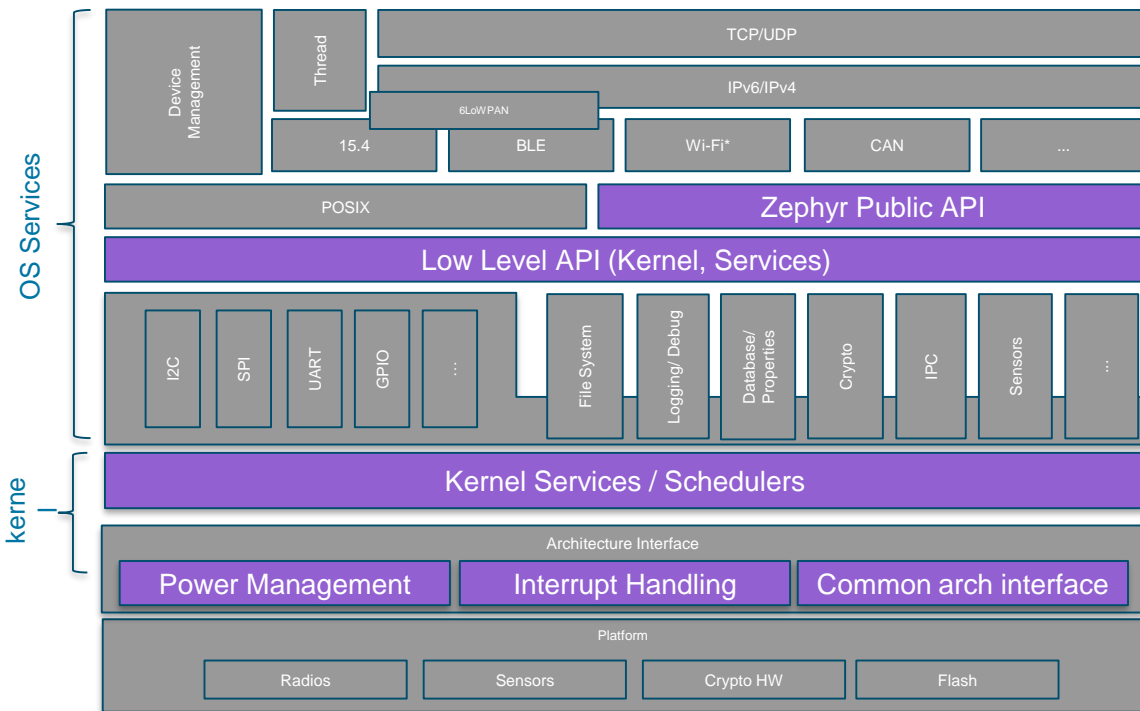 OS Services
Device
Management
Thread
TCP/UDP
IPv6/IPv4
6LoWPAN
15.4
BLE
Wi-Fi*
CAN
...
POSIX
Zephyr Public API
Low Level API (Kernel, Services)
I2C
SPI
UART
GPIO
...
File System
Logging/ Debug
Database/
Properties
Crypto
IPC
Sensors
...
kerne
l
Kernel Services / Schedulers
Architecture Interface
Power Management
Interrupt Handling
Common arch interface
Platform
Radios
Sensors
Crypto HW
Flash